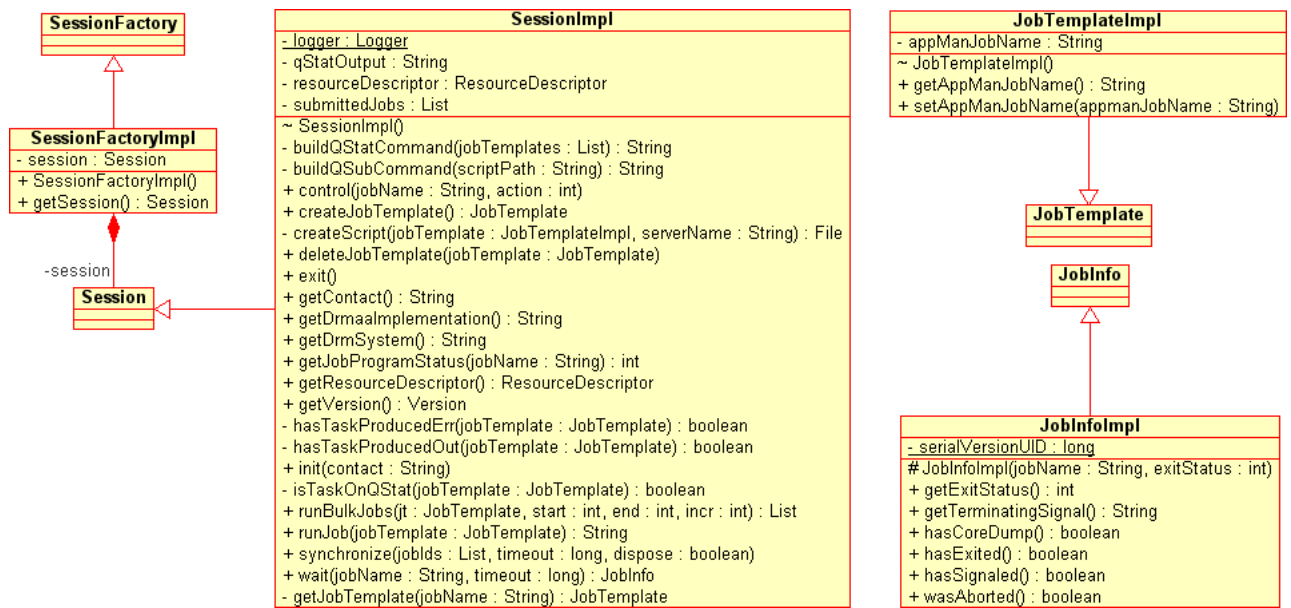 SessionFactory
SessionFactoryImpl
- session : Session
+ SessionFactoryImpl()
+ getSession() : Session
-session
Session
SessionImpl
- logger : Logger
- qStatOutput : String
- resourceDescriptor : ResourceDescriptor
- submittedJobs : List
~ SessionImpl()
- buildQStatCommand(jobTemplates : List) : String
- buildQSubCommand(scriptPath : String) : String
+ control(jobName : String, action : int)
+ createJobTemplate() : JobTemplate
- createScript(jobTemplate : JobTemplateImpl, serverName : String) : File
+ deleteJobTemplate(jobTemplate : JobTemplate)
+ exit()
+ getContact() : String
+ getDrmaaImplementation() : String
+ getDrmSystem() : String
+ getJobProgramStatus(jobName : String) : int
+ getResourceDescriptor() : ResourceDescriptor
+ getVersion() : Version
- hasTaskProducedErr(jobTemplate : JobTemplate) : boolean
- hasTaskProducedOut(jobTemplate : JobTemplate) : boolean
+ init(contact : String)
- isTaskOnQStat(jobTemplate : JobTemplate) : boolean
+ runBulkJobs(jt : JobTemplate, start : int, end : int, incr : int) : List
+ runJob(jobTemplate : JobTemplate) : String
+ synchronize(jobIds : List, timeout : long, dispose : boolean)
+ wait(jobName : String, timeout : long) : JobInfo
- getJobTemplate(jobName : String) : JobTemplate
JobTemplateImpl
- appManJobName : String
~ JobTemplateImpl()
+ getAppManJobName() : String
+ setAppManJobName(appmanJobName : String)
JobTemplate
JobInfo
JobInfoImpl
- serialVersionUID : long
# JobInfoImpl(jobName : String, exitStatus : int)
+ getExitStatus() : int
+ getTerminatingSignal() : String
+ hasCoreDump() : boolean
+ hasExited() : boolean
+ hasSignaled() : boolean
+ wasAborted() : boolean